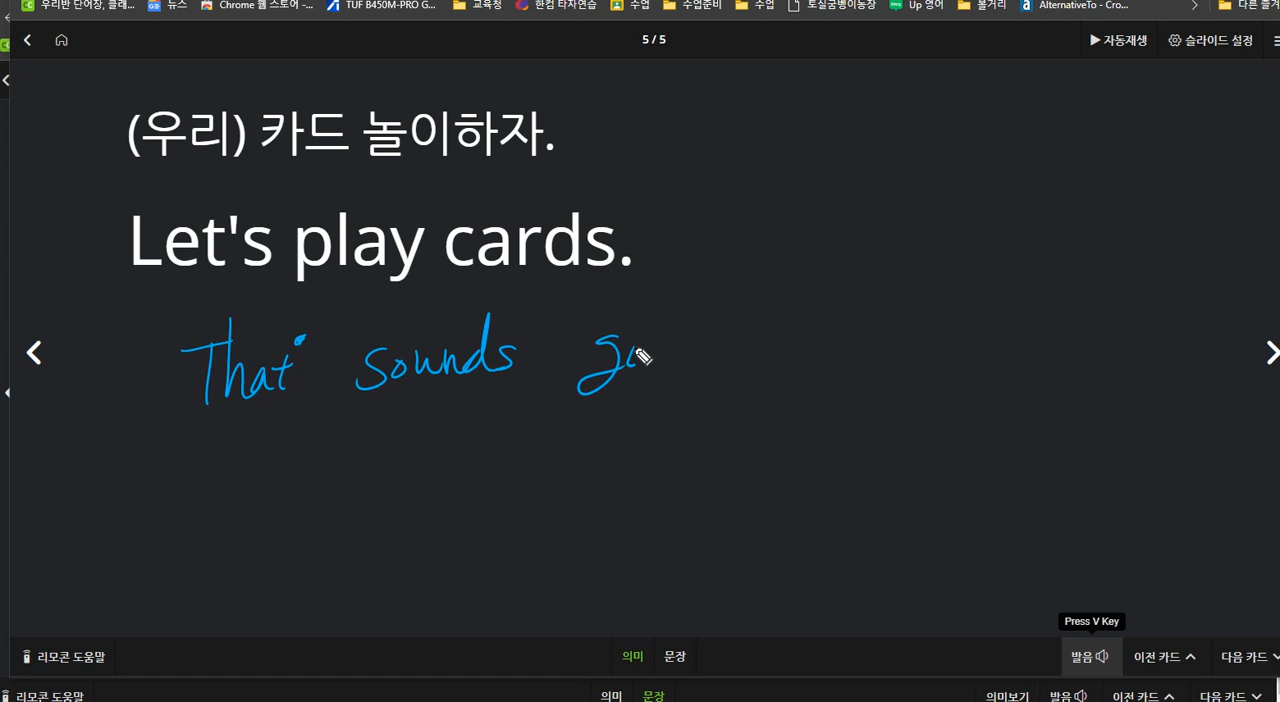 우리반 단어장, 클래... 뉴스 Chrome 웹 스토어 -... TUF B450M-PRO G... 교육청 한컴 타자연습 수업 수업준비 수업 토실굼벵이농장 Up 영어 볼거리 AlternativeTo - Cro... 다른 즐겨
5 / 5 자동재생 슬라이드 설정
(우리) 카드 놀이하자.
Let's play cards.
That sounds go
Press V Key
리모콘 도움말 의미 문장 발음 이전 카드 다음 카드
리모콘 도움말 의미 문장 의미보기 발음 이전 카드 다음 카드